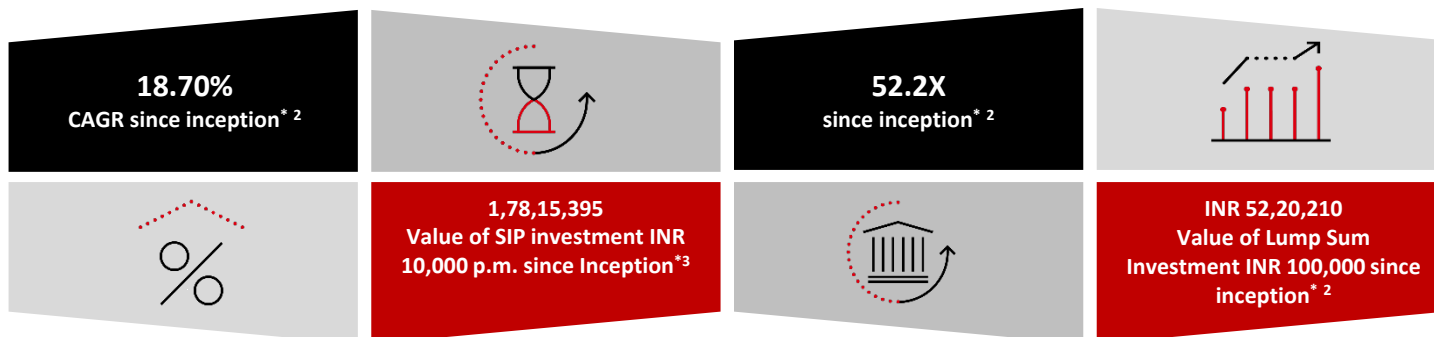 18.70%
CAGR since inception* 2
52.2X
since inception* 2
1,78,15,395
Value of SIP investment INR
10,000 p.m. since Inception*3
INR 52,20,210
Value of Lump Sum
Investment INR 100,000 since
inception* 2